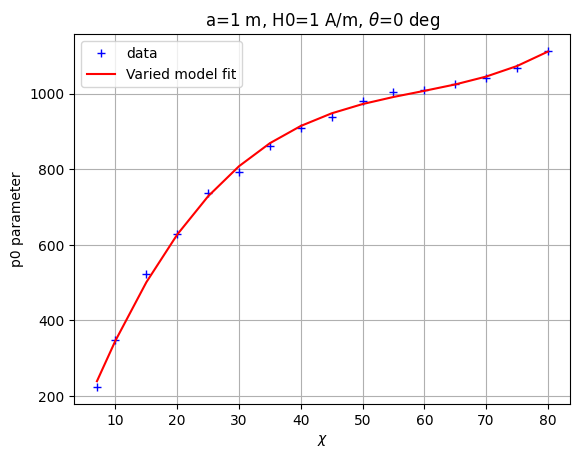 a=1 m, H0=1 A/m, θ=0 deg
data
Varied model fit
p0 parameter
1000
800
600
400
200
10 20 30 40 50 60 70 80
χ